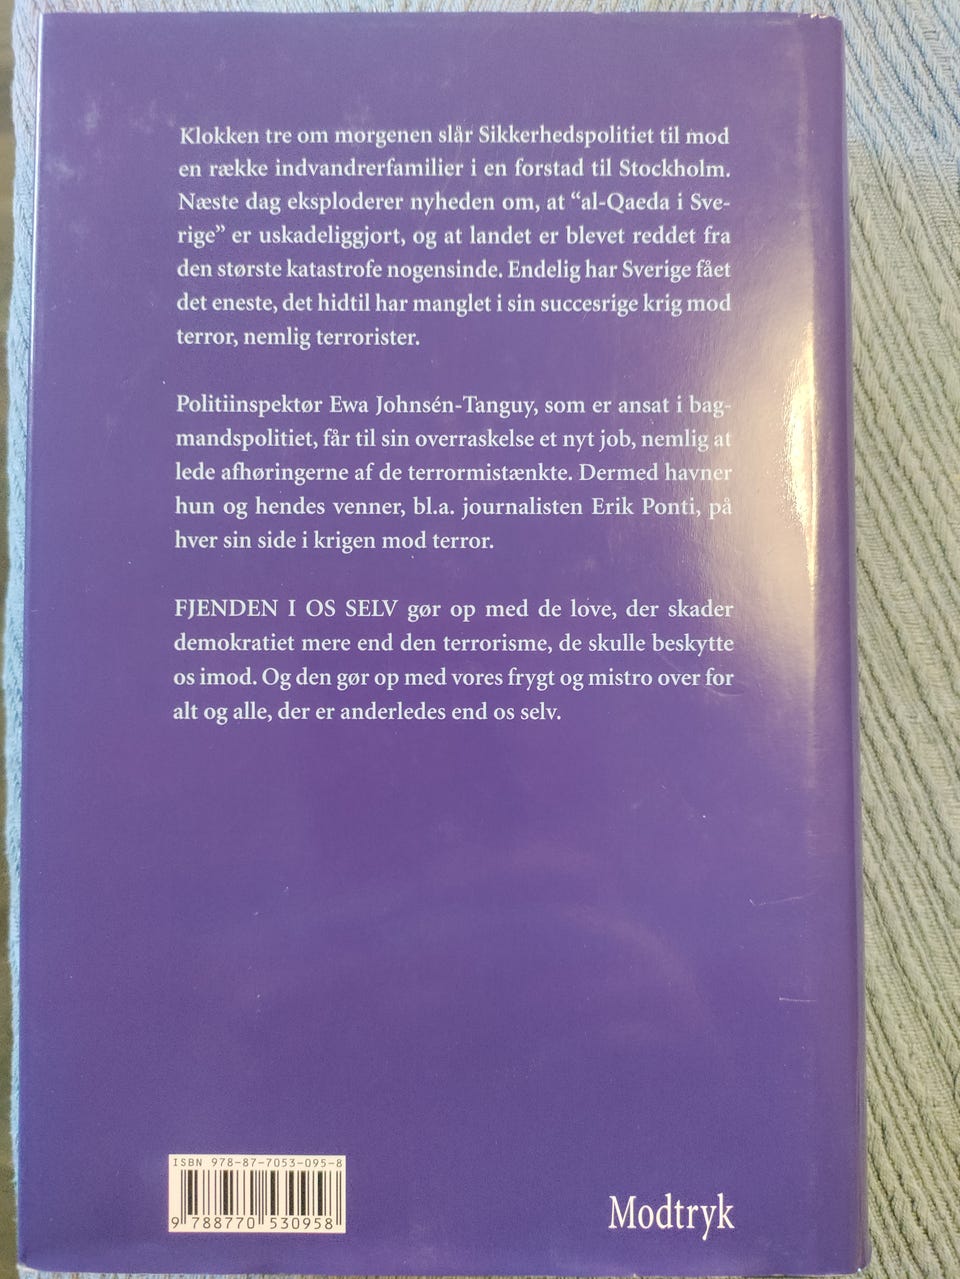 Klokken tre om morgenen slår Sikkerhedspolitiet til mod
en række indvandrerfamilier i en forstad til Stockholm.
Næste dag eksploderer nyheden om, at “al-Qaeda i Sve-
rige” er uskadeliggjort, og at landet er blevet reddet fra
den største katastrofe nogensinde. Endelig har Sverige fået
det eneste, det hidtil har manglet i sin succesrige krig mod
terror, nemlig terrorister.
Politiinspektør Ewa Johnsén-Tanguy, som er ansat i bag-
mandspolitiet, får til sin overraskelse et nyt job, nemlig at
lede afhøringerne af de terrormistænkte. Dermed havner
hun og hendes venner, bl.a. journalisten Erik Ponti, på
hver sin side i krigen mod terror.
FJENDEN I OS SELV gør op med de love, der skader
demokratiet mere end den terrorisme, de skulle beskytte
os imod. Og den gør op med vores frygt og mistro over for
alt og alle, der er anderledes end os selv.
ISBN 978-87-7053-095-8
9 788770 530958
Modtryk